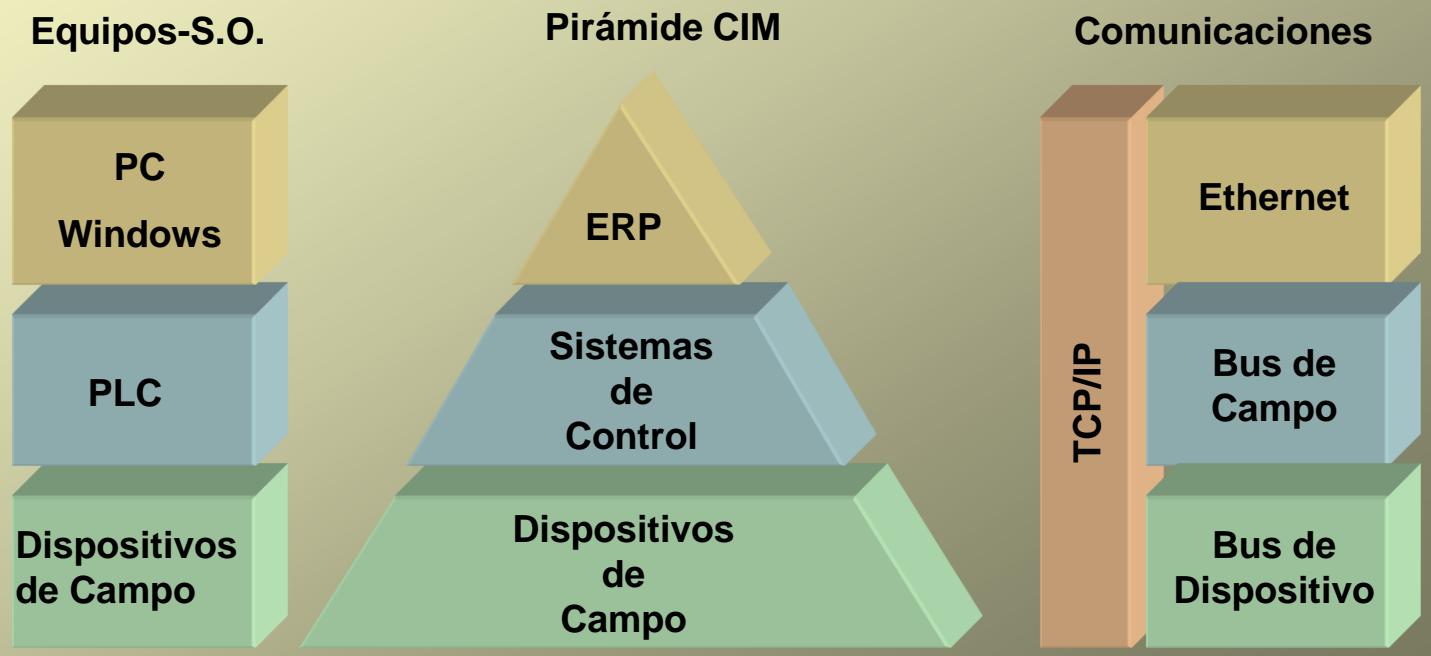 Equipos-S.O.
Pirámide CIM
Comunicaciones
PC
Windows
PLC
Dispositivos
de Campo
ERP
Sistemas
de
Control
Dispositivos
de
Campo
TCP/IP
Ethernet
Bus de
Campo
Bus de
Dispositivo